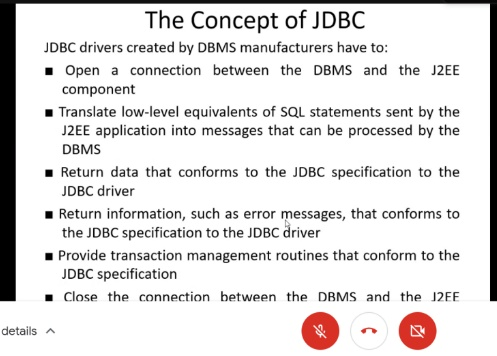 The Concept of JDBC
JDBC drivers created by DBMS manufacturers have to:
■ Open a connection between the DBMS and the J2EE
component
■ Translate low-level equivalents of SQL statements sent by the
J2EE application into messages that can be processed by the
DBMS
■ Return data that conforms to the JDBC specification to the
JDBC driver
■ Return information, such as error messages, that conforms to
the JDBC specification to the JDBC driver
■ Provide transaction management routines that conform to the
JDBC specification
■ Close the connection between the DBMS and the J2EE
details